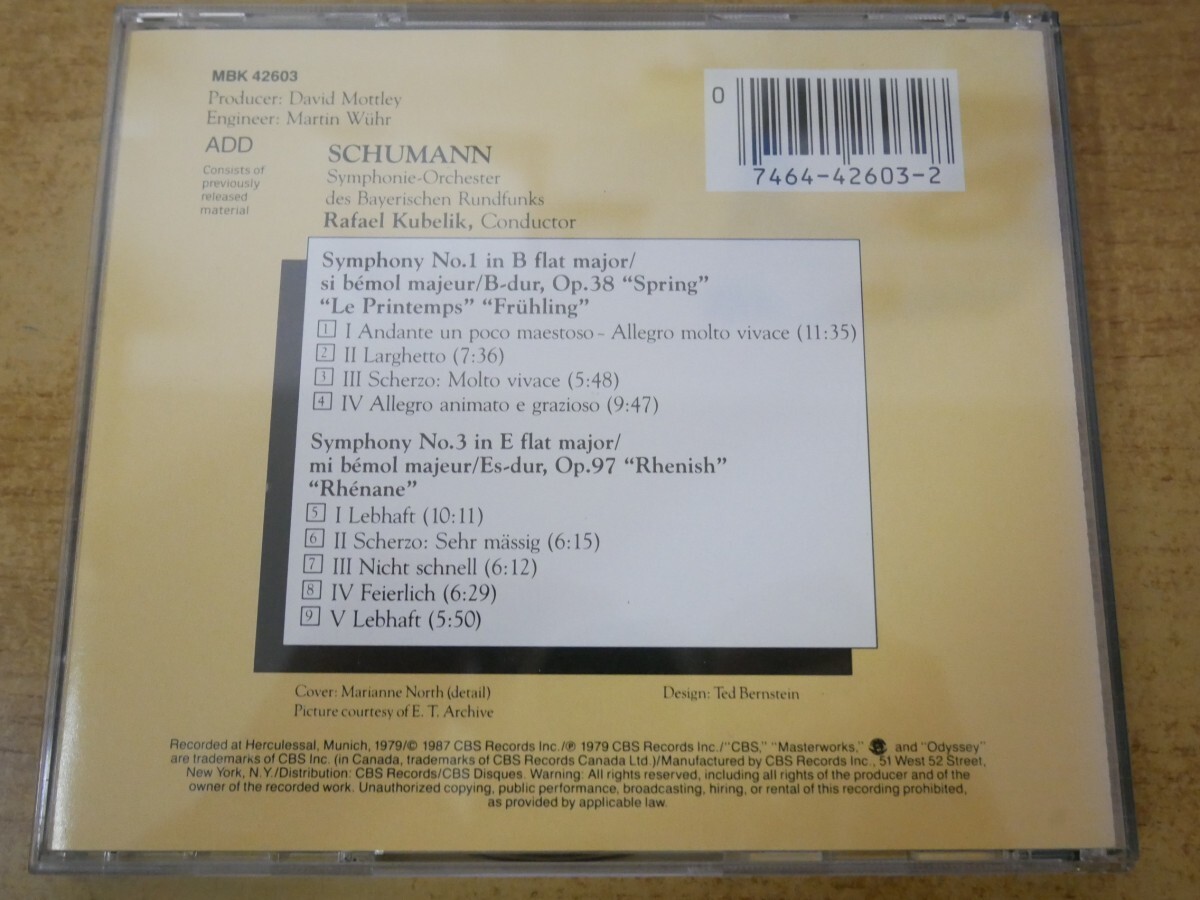 MBK 42603
Producer: David Mottley
Engineer: Martin Wühr
ADD
Consists of
previously
released
material
0
7464-42603-2
SCHUMANN
Symphonie-Orchester
des Bayerischen Rundfunks
Rafael Kubelik, Conductor
Symphony No.1 in B flat major/
si bémol majeur/B-dur, Op.38 “Spring”
“Le Printemps” “Frühling”
1 I Andante un poco maestoso – Allegro molto vivace (11:35)
2 II Larghetto (7:36)
3 III Scherzo: Molto vivace (5:48)
4 IV Allegro animato e grazioso (9:47)
Symphony No.3 in E flat major/
mi bémol majeur/Es-dur, Op.97 “Rhenish”
“Rhénane”
5 I Lebhaft (10:11)
6 II Scherzo: Sehr mässig (6:15)
7 III Nicht schnell (6:12)
8 IV Feierlich (6:29)
9 V Lebhaft (5:50)
Cover: Marianne North (detail)
Picture courtesy of E. T. Archive
Design: Ted Bernstein
Recorded at Herculessal, Munich, 1979/© 1987 CBS Records Inc./℗ 1979 CBS Records Inc./“CBS,” “Masterworks,” and “Odyssey”
are trademarks of CBS Inc. (in Canada, trademarks of CBS Records Canada Ltd.)/Manufactured by CBS Records Inc., 51 West 52 Street,
New York, N.Y./Distribution: CBS Records/CBS Disques. Warning: All rights reserved, including all rights of the producer and of the
owner of the recorded work. Unauthorized copying, public performance, broadcasting, hiring, or rental of this recording prohibited,
as provided by applicable law.